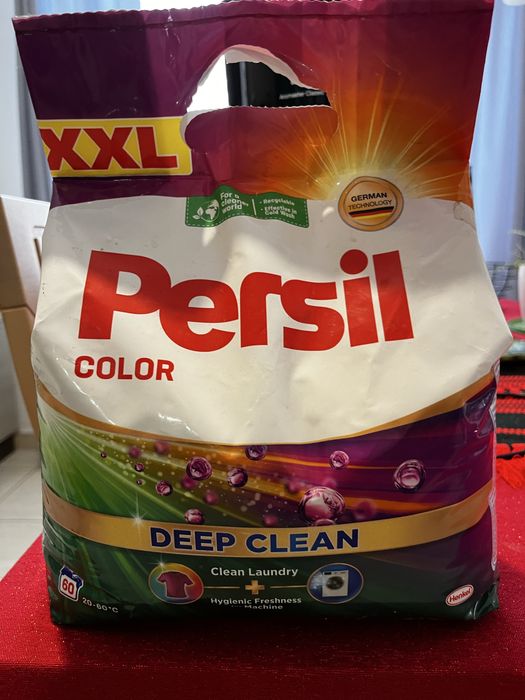 XXL
For a
cleaner
world
• Recyclable
• Effective in
Cold Wash
GERMAN
TECHNOLOGY
Persil
COLOR
DEEP CLEAN
60
20-60°C
Clean Laundry
+
Hygienic Freshness
Machine
Henkel